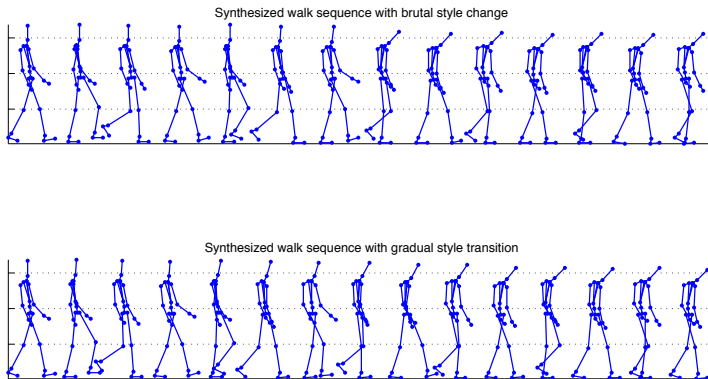 Synthesized walk sequence with brutal style change
Synthesized walk sequence with gradual style transition